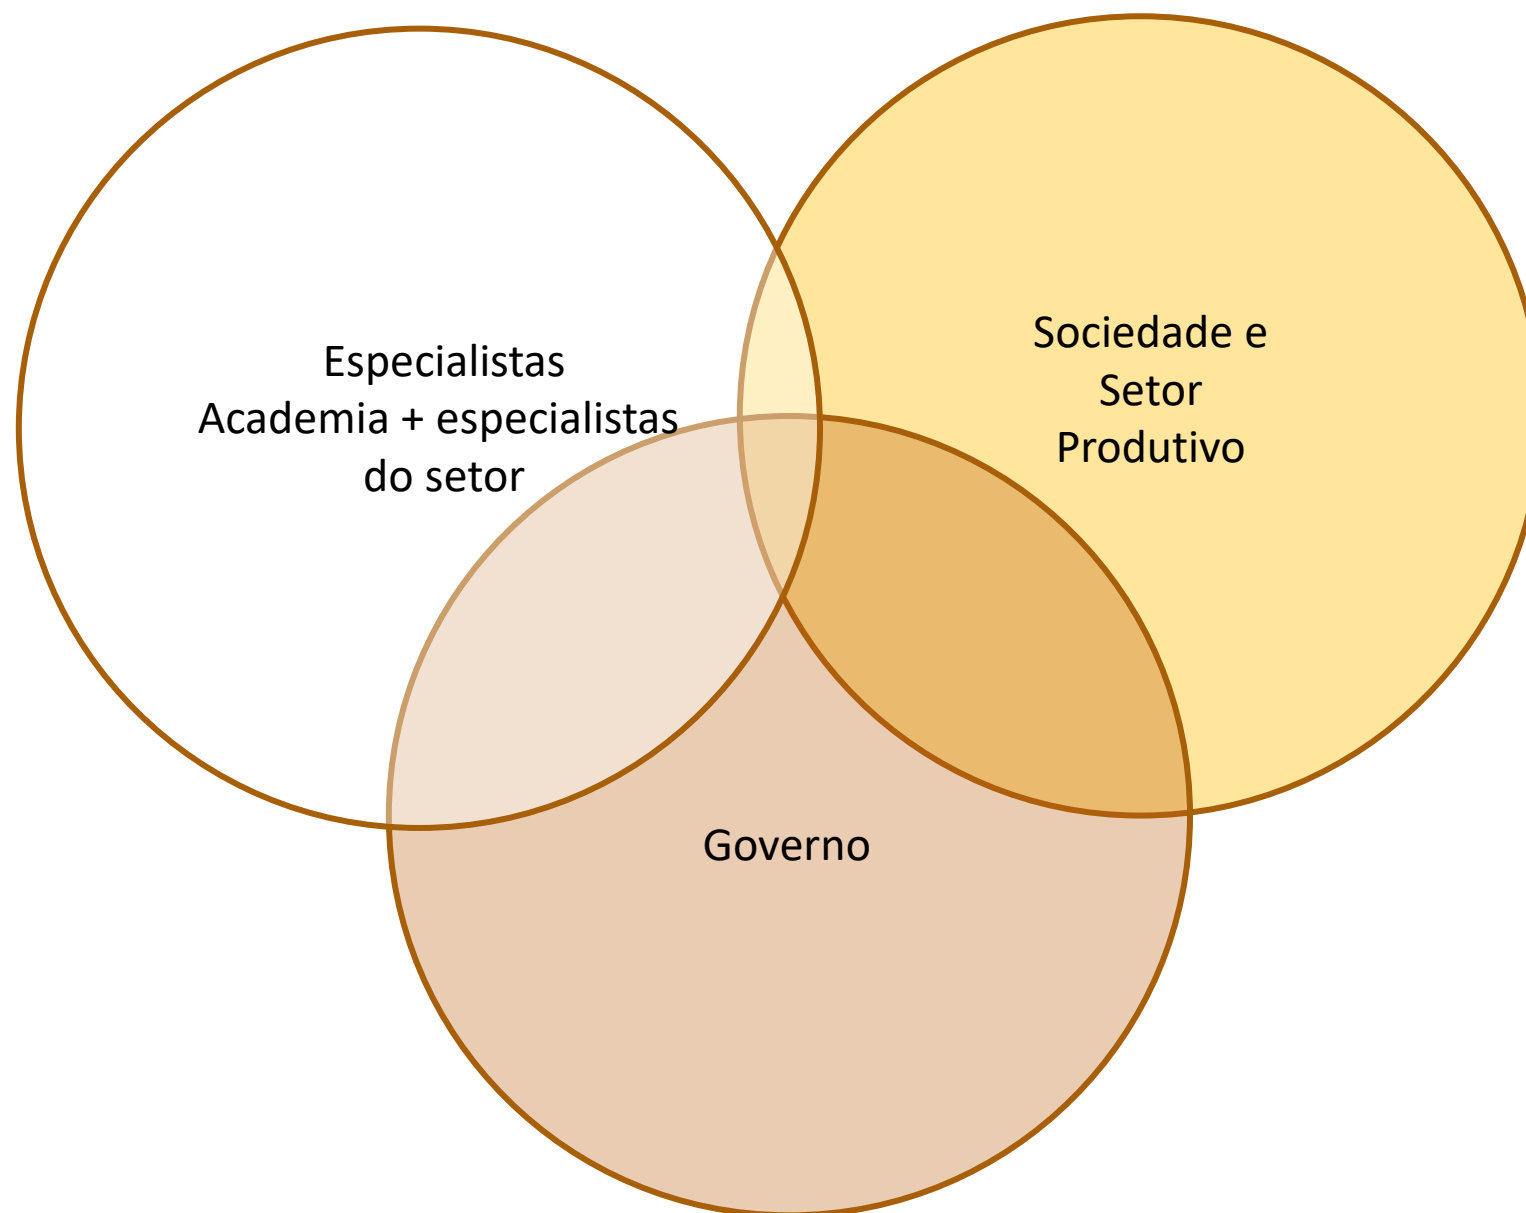 Especialistas
Academia + especialistas
do setor
Sociedade e
Setor
Produtivo
Governo